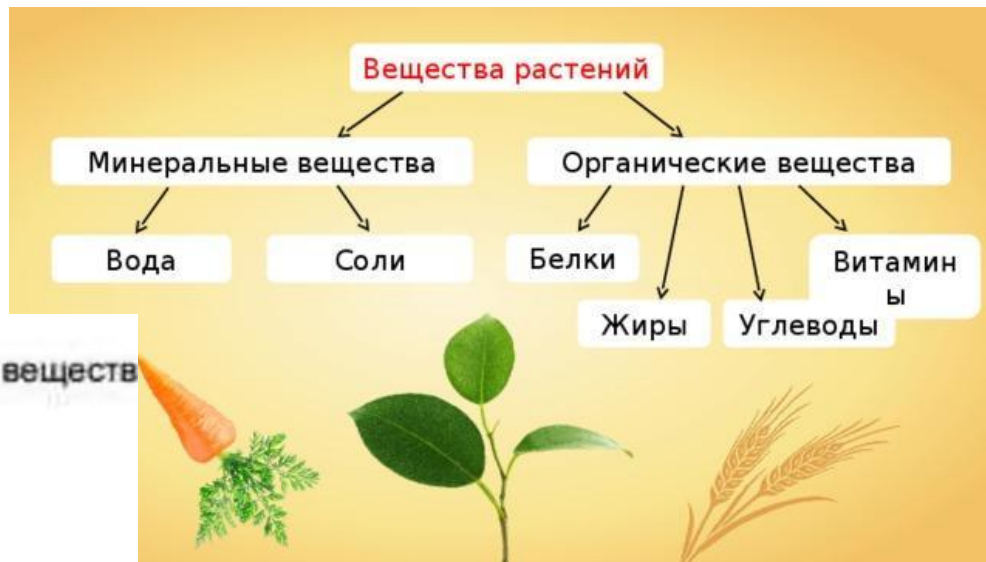 Вещества растений
Минеральные вещества
Органические вещества
Вода
Соли
Белки
Витамин
ы
Жиры
Углеводы
веществ